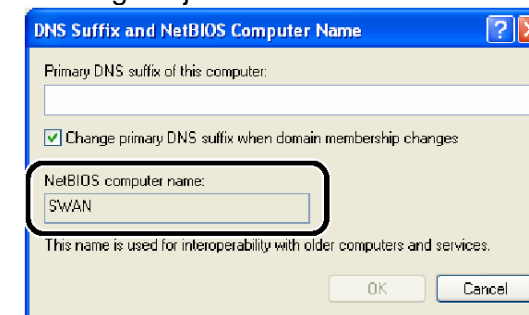 DNS Suffix and NetBIOS Computer Name
Primary DNS suffix of this computer:
Change primary DNS suffix when domain membership changes
NetBIOS computer name:
SWAN
This name is used for interoperability with older computers and services.
OK Cancel